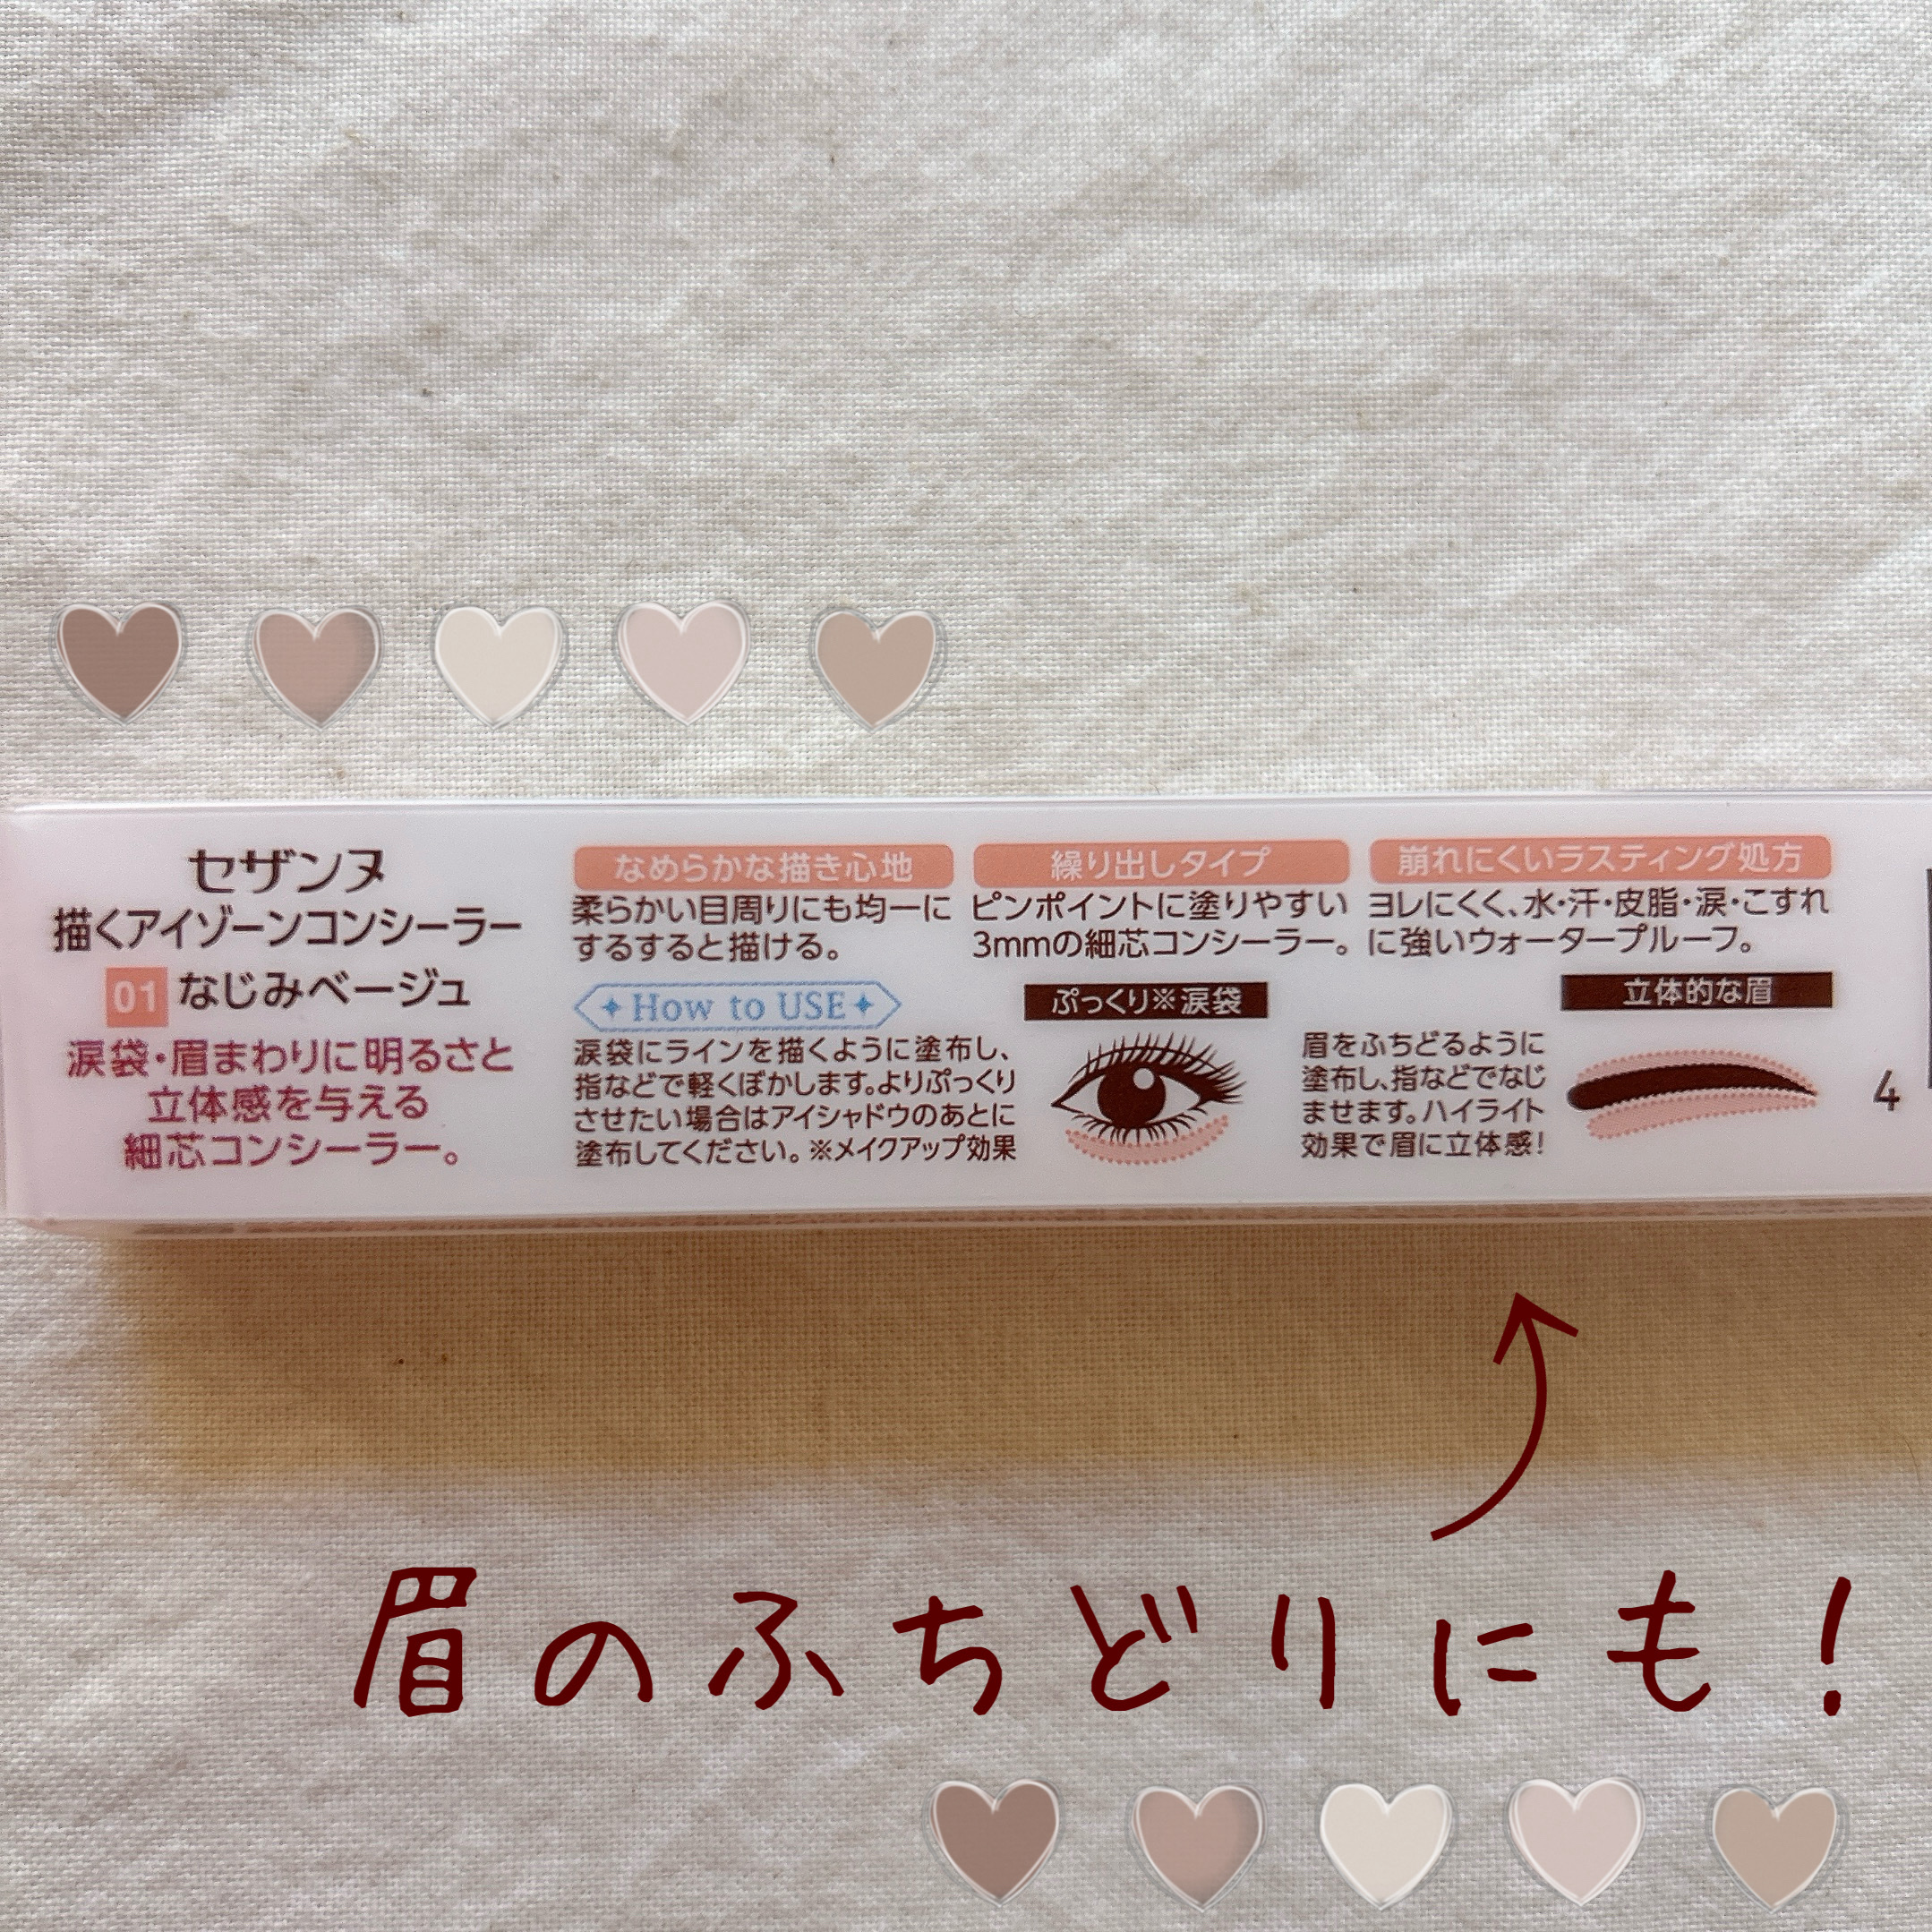 セザンヌ
描くアイゾーンコンシーラー
01 なじみベージュ
涙袋・眉まわりに明るさと
立体感を与える
細芯コンシーラー。
なめらかな描き心地
柔らかい目周りにも均一に
するすると描ける。
繰り出しタイプ
ピンポイントに塗りやすい
3mmの細芯コンシーラー。
崩れにくいラスティング処方
ヨレにくく、水・汗・皮脂・涙・こすれ
に強いウォータープルーフ。
How to USE
涙袋にラインを描くように塗布し、
指などで軽くぼかします。よりぷっくり
させたい場合はアイシャドウのあとに
塗布してください。※メイクアップ効果
ぷっくり※涙袋
立体的な眉
眉をふちどるように
塗布し、指などでなじ
ませます。ハイライト
効果で眉に立体感！
4
眉のふちどりにも！